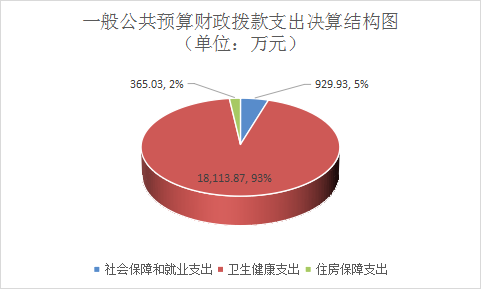 一般公共预算财政拨款支出决算结构图
（单位：万元）
365.03, 2%
929.93, 5%
18,113.87, 93%
社会保障和就业支出 卫生健康支出 住房保障支出